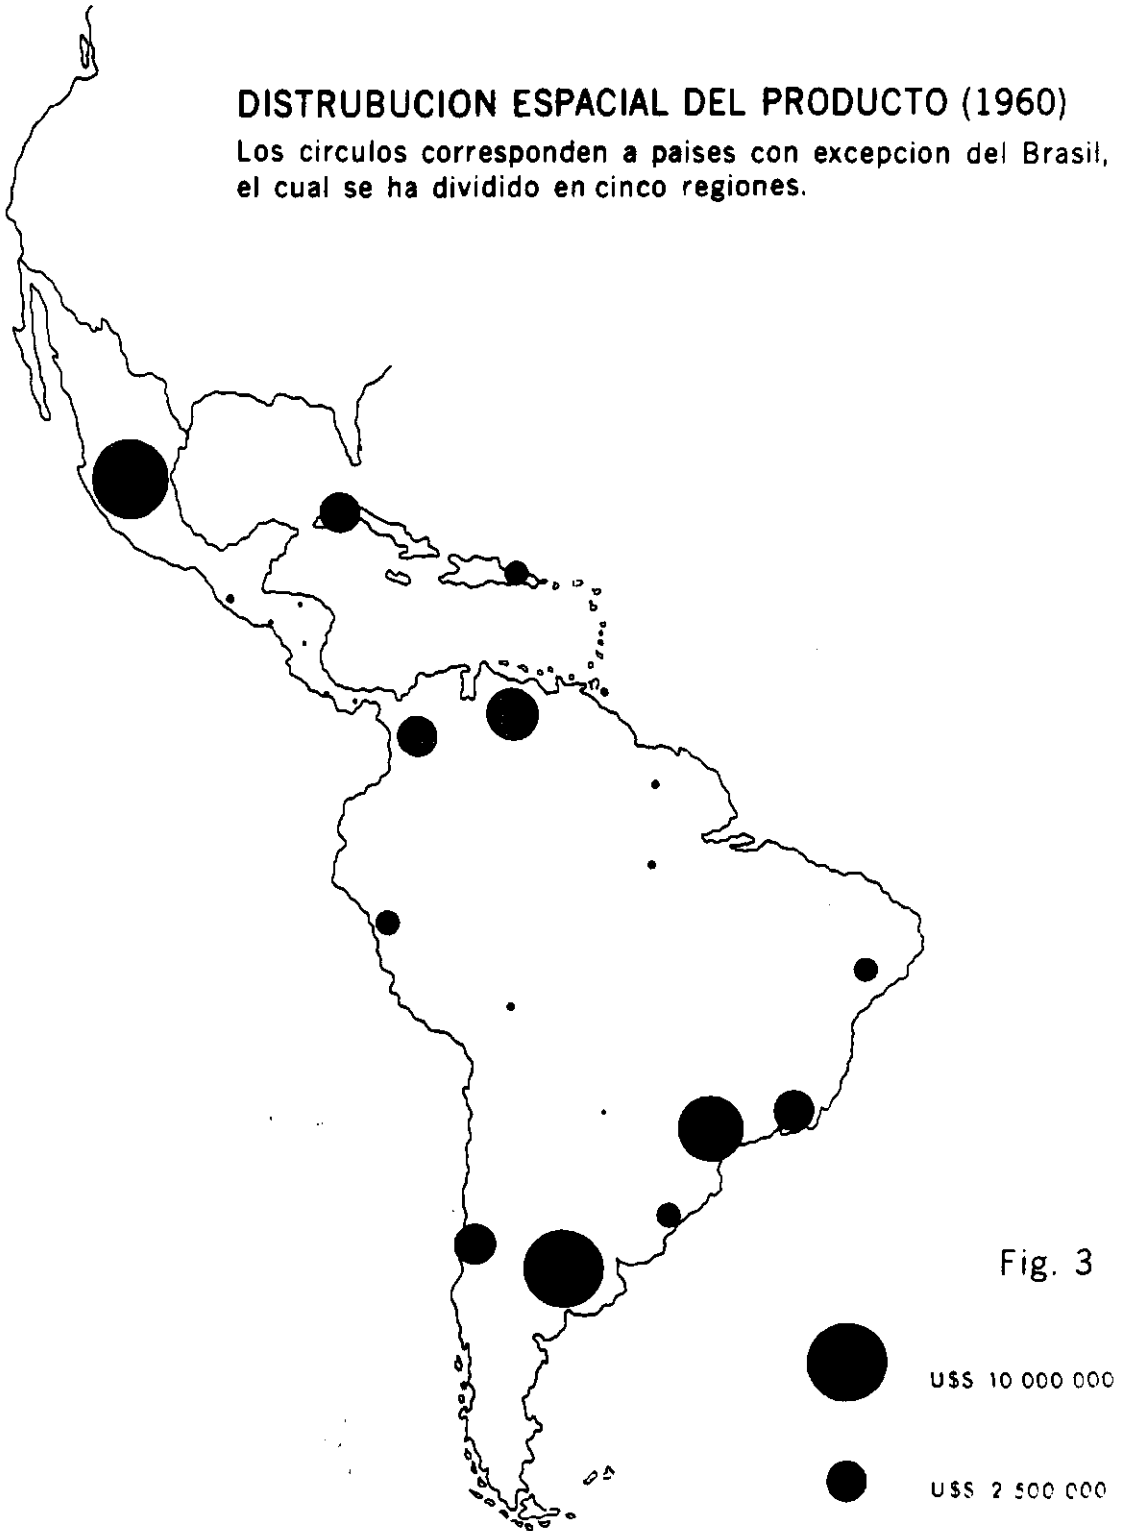 DISTRUBUCION ESPACIAL DEL PRODUCTO (1960)
Los circulos corresponden a paises con excepcion del Brasil,
el cual se ha dividido en cinco regiones.
Fig. 3
U$S 10 000 000
U$S 2 500 000